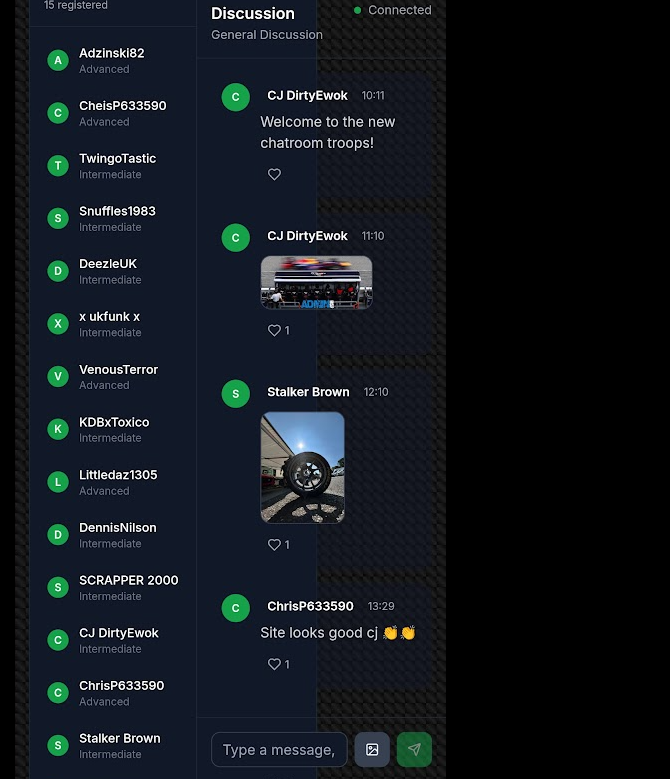 15 registered
A
Adzinski82
Advanced
C
CheisP633590
Advanced
T
TwingoTastic
Intermediate
S
Snuffles1983
Intermediate
D
DeezleUK
Intermediate
X
x ukfunk x
Intermediate
V
VenousTerror
Advanced
K
KDBxToxico
Intermediate
L
Littledaz1305
Advanced
D
DennisNilson
Intermediate
S
SCRAPPER 2000
Intermediate
C
CJ DirtyEwok
Intermediate
C
ChrisP633590
Advanced
S
Stalker Brown
Intermediate
Discussion
General Discussion
Connected
C
CJ DirtyEwok 10:11
Welcome to the new
chatroom troops!
C
CJ DirtyEwok 11:10
1
S
Stalker Brown 12:10
1
C
ChrisP633590 13:29
Site looks good cj 👏👏
1
Type a message,